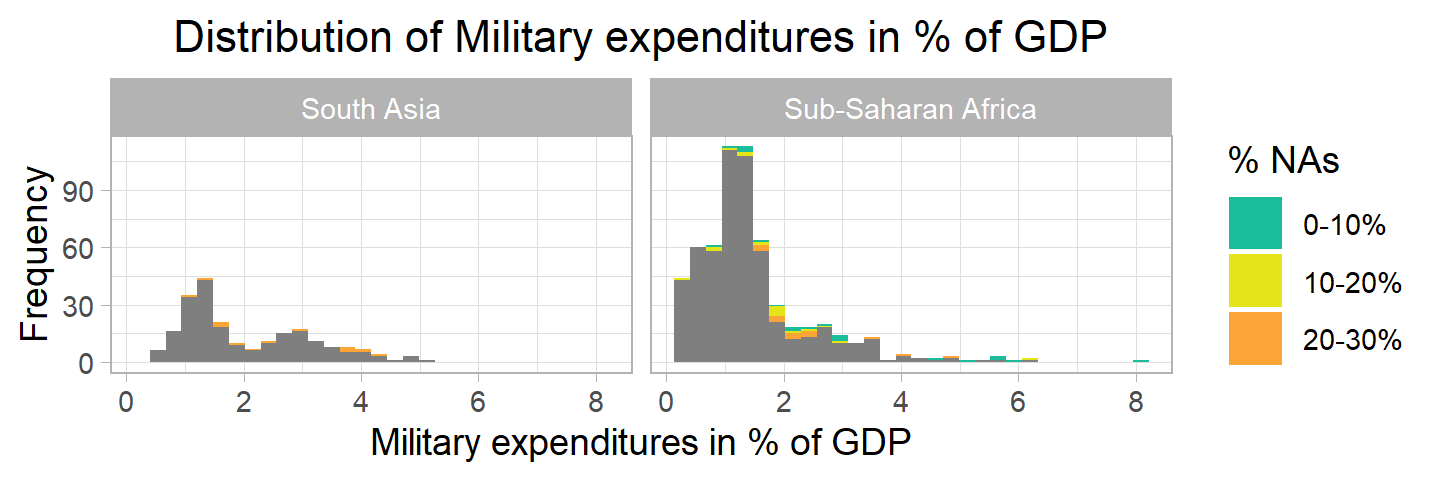 Distribution of Military expenditures in % of GDP
South Asia
Sub-Saharan Africa
Frequency
90
60
30
0
0 2 4 6 8
0 2 4 6 8
Military expenditures in % of GDP
% NAs
0-10%
10-20%
20-30%